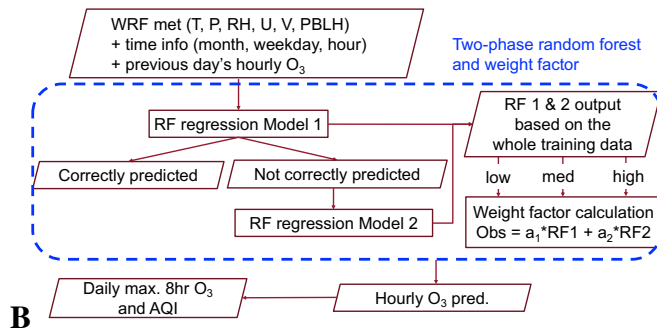 WRF met (T, P, RH, U, V, PBLH)
+ time info (month, weekday, hour)
+ previous day's hourly O3
Two-phase random forest
and weight factor
RF regression Model 1
RF 1 & 2 output
based on the
whole training data
Correctly predicted
Not correctly predicted
low med high
RF regression Model 2
Weight factor calculation
Obs = a1*RF1 + a2*RF2
Daily max. 8hr O3
and AQI
Hourly O3 pred.
B